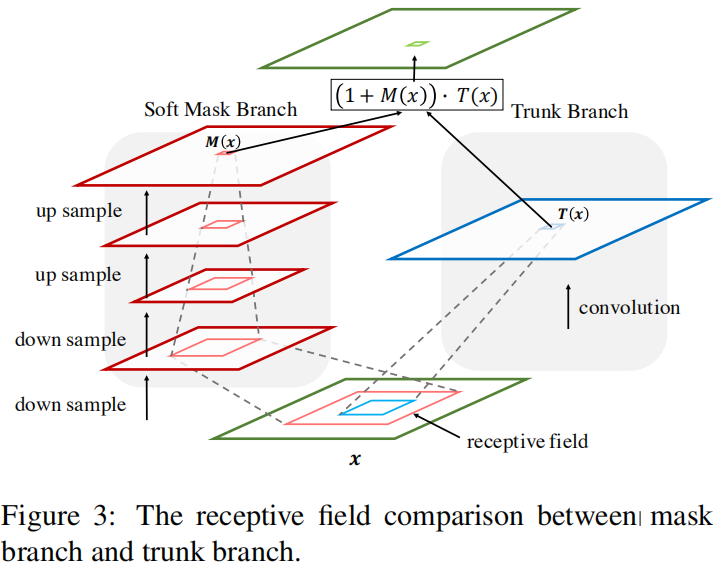 (1 + M(x)) · T(x)
Soft Mask Branch
Trunk Branch
M(x)
T(x)
up sample
up sample
convolution
down sample
down sample
receptive field
x
Figure 3: The receptive field comparison between mask
branch and trunk branch.